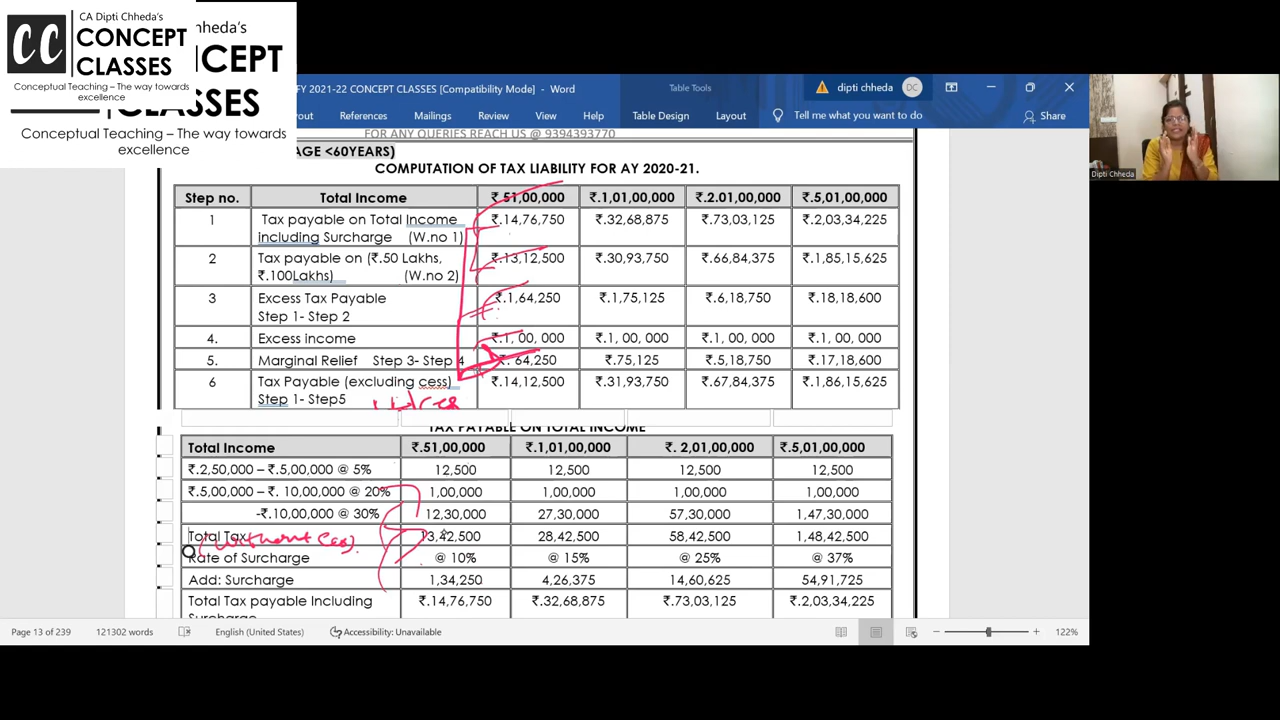 CA Dipti Chheda's
CONCEPT
CLASSES
Conceptual Teaching – The way towards
excellence
hheda's
NCEPT
CLASSES
Conceptual Teaching – The way towards
excellence
FY 2021-22 CONCEPT CLASSES [Compatibility Mode] - Word
Table Tools
dipti chheda
DC
References Mailings Review View Help Table Design Layout Tell me what you want to do Share
FOR ANY QUERIES REACH US @ 9394393770
AGE <60YEARS)
COMPUTATION OF TAX LIABILITY FOR AY 2020-21.
Step no. Total Income ₹ 51,00,000 ₹.1,01,00,000 ₹.2.01,00,000 ₹.5,01,00,000
1 Tax payable on Total Income including Surcharge (W.no 1) ₹.14,76,750 ₹.32,68,875 ₹.73,03,125 ₹.2,03,34,225
2 Tax payable on (₹.50 Lakhs, ₹.100Lakhs) (W.no 2) ₹.13,12,500 ₹.30,93,750 ₹.66,84,375 ₹.1,85,15,625
3 Excess Tax Payable Step 1- Step 2 ₹.1,64,250 ₹.1,75,125 ₹.6,18,750 ₹.18,18,600
4. Excess income ₹.1, 00, 000 ₹.1, 00, 000 ₹.1, 00, 000 ₹.1, 00, 000
5. Marginal Relief Step 3- Step 4 ₹. 64,250 ₹.75,125 ₹.5,18,750 ₹.17,18,600
6 Tax Payable (excluding cess) Step 1- Step5 ₹.14,12,500 ₹.31,93,750 ₹.67,84,375 ₹.1,86,15,625
TAX PAYABLE ON TOTAL INCOME
Total Income ₹.51,00,000 ₹.1,01,00,000 ₹. 2,01,00,000 ₹.5,01,00,000
₹.2,50,000 – ₹.5,00,000 @ 5% 12,500 12,500 12,500 12,500
₹.5,00,000 – ₹. 10,00,000 @ 20% 1,00,000 1,00,000 1,00,000 1,00,000
-₹.10,00,000 @ 30% 12,30,000 27,30,000 57,30,000 1,47,30,000
Total Tax 13,42,500 28,42,500 58,42,500 1,48,42,500
(without Cess).
Rate of Surcharge @ 10% @ 15% @ 25% @ 37%
Add: Surcharge 1,34,250 4,26,375 14,60,625 54,91,725
Total Tax payable Including Surcharge ₹.14,76,750 ₹.32,68,875 ₹.73,03,125 ₹.2,03,34,225
Page 13 of 239 121302 words English (United States) Accessibility: Unavailable 122%
Dipti Chheda